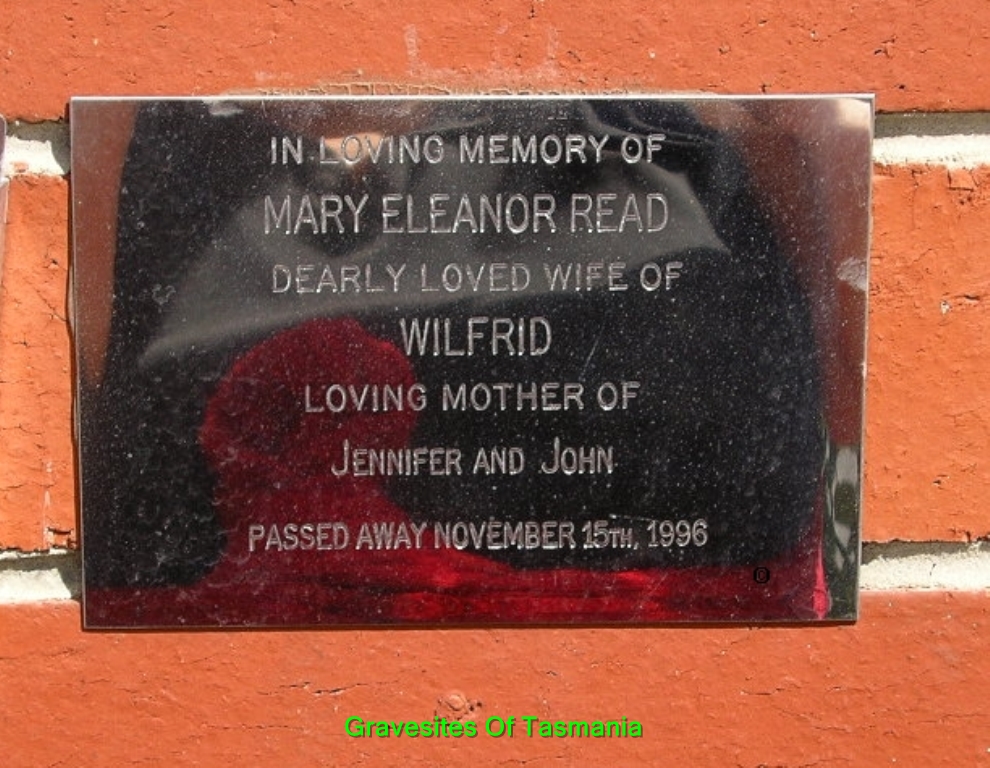 IN LOVING MEMORY OF
MARY ELEANOR READ
DEARLY LOVED WIFE OF
WILFRID
LOVING MOTHER OF
JENNIFER AND JOHN
PASSED AWAY NOVEMBER 15TH, 1996
©
Gravesites Of Tasmania